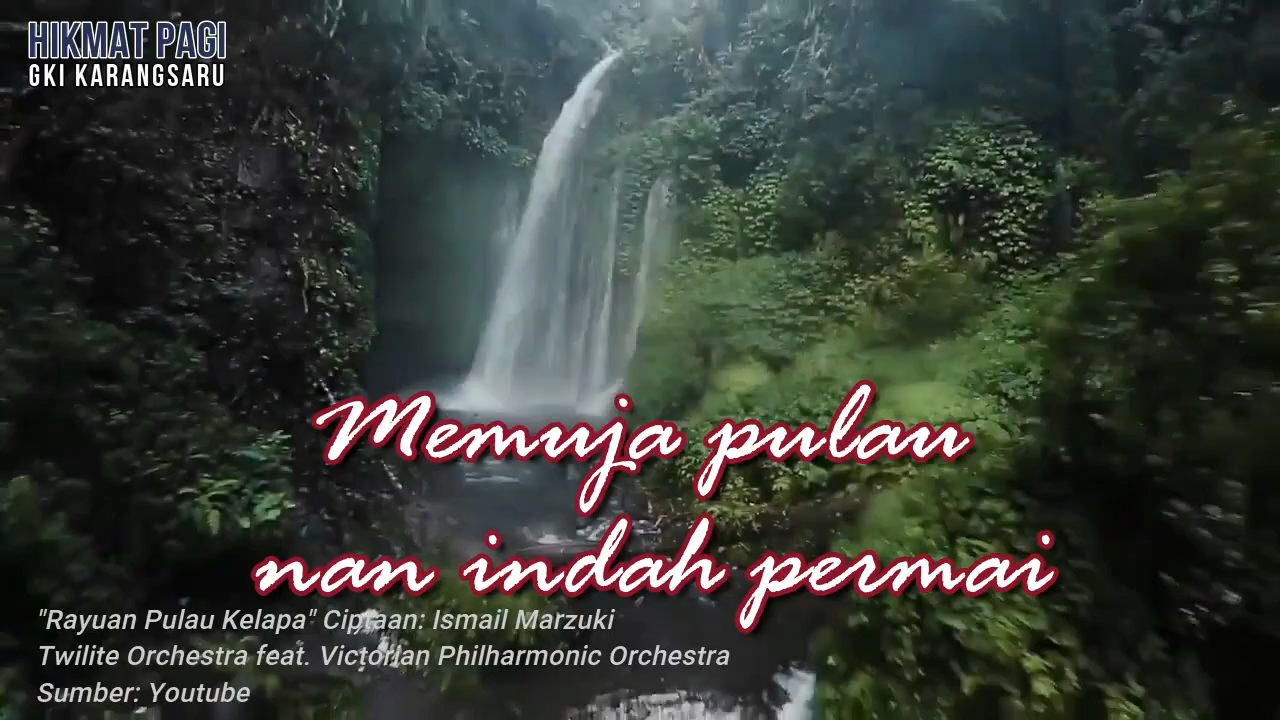 HIKMAT PAGI
GKI KARANGSARU
Memuja pulau
nan indah permai
"Rayuan Pulau Kelapa" Ciptaan: Ismail Marzuki
Twilite Orchestra feat. Victorian Philharmonic Orchestra
Sumber: Youtube